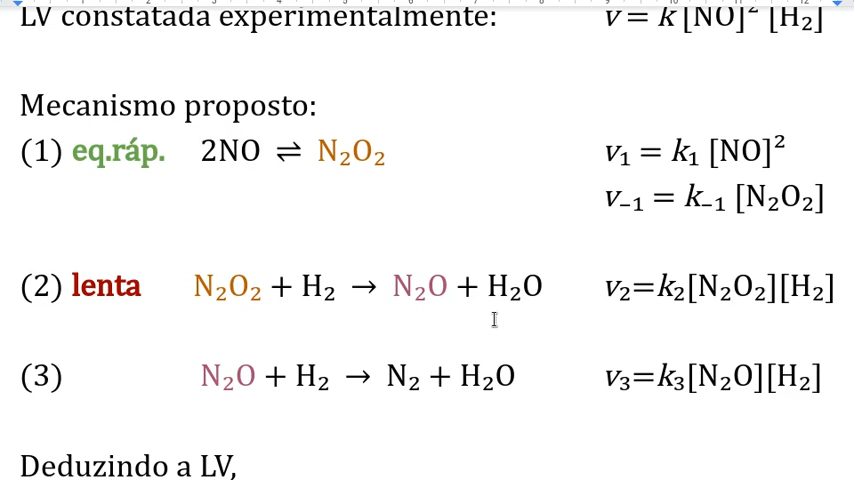 LV constatada experimentalmente: v = k [NO]² [H₂]
Mecanismo proposto:
(1) eq.ráp. 2NO ⇌ N₂O₂ v₁ = k₁ [NO]²
v₋₁ = k₋₁ [N₂O₂]
(2) lenta N₂O₂ + H₂ → N₂O + H₂O v₂=k₂[N₂O₂][H₂]
(3) N₂O + H₂ → N₂ + H₂O v₃=k₃[N₂O][H₂]
Deduzindo a LV,